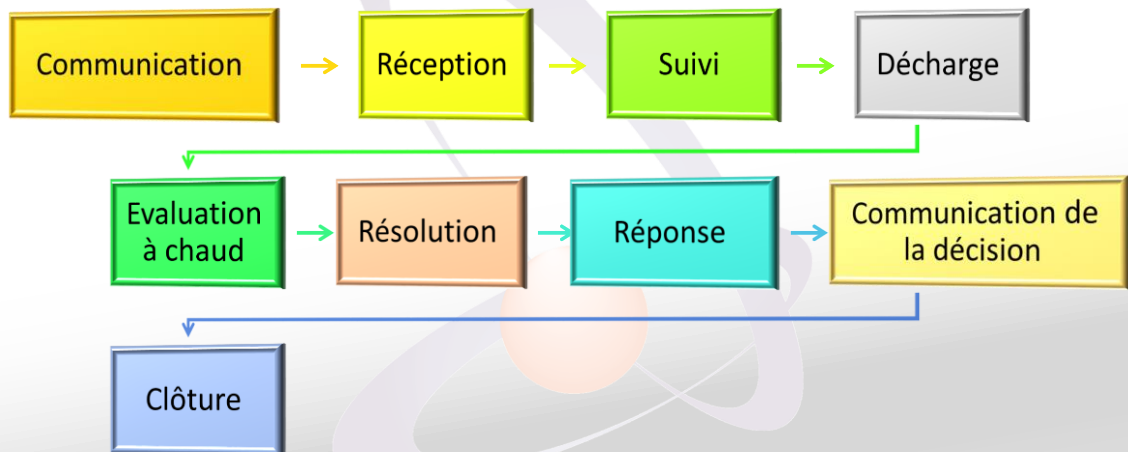 Communication
Réception
Suivi
Décharge
Evaluation
à chaud
Résolution
Réponse
Communication de
la décision
Clôture